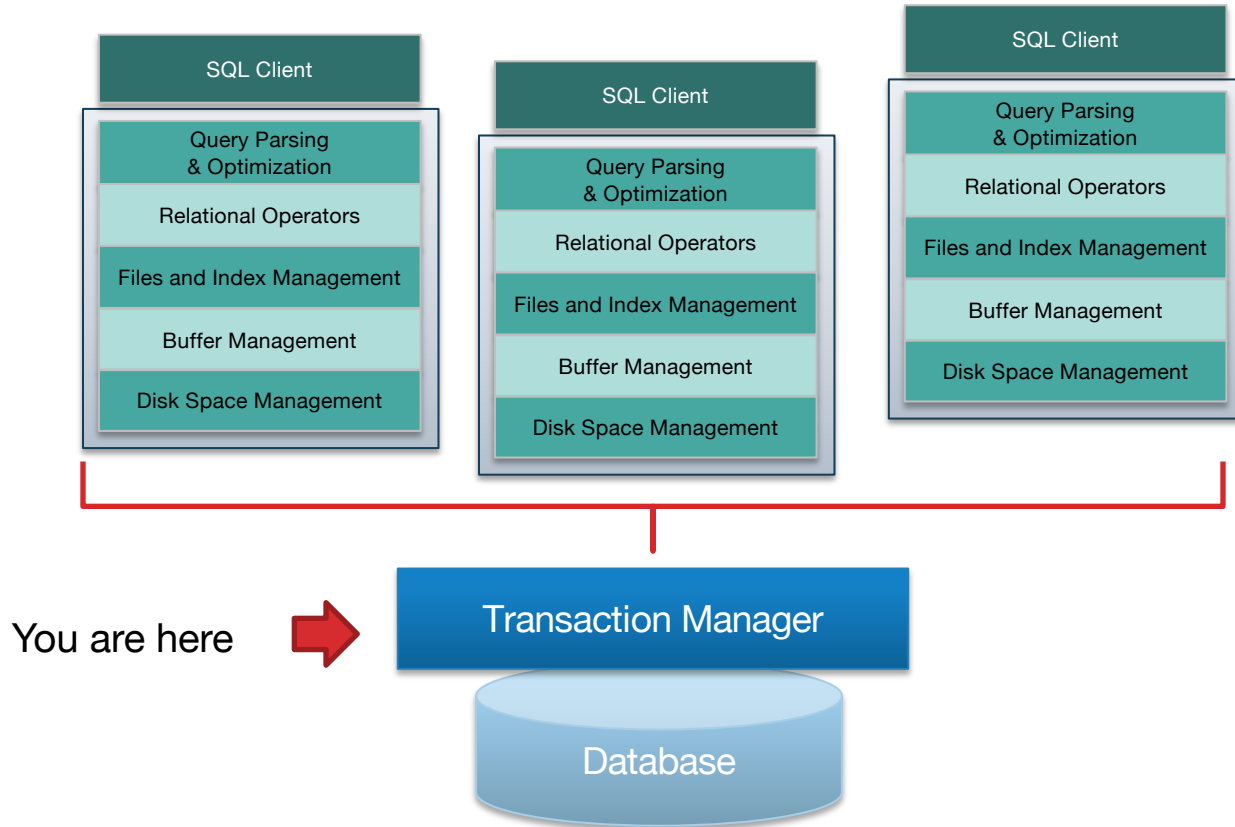 SQL Client
Query Parsing
& Optimization
Relational Operators
Files and Index Management
Buffer Management
Disk Space Management
SQL Client
Query Parsing
& Optimization
Relational Operators
Files and Index Management
Buffer Management
Disk Space Management
SQL Client
Query Parsing
& Optimization
Relational Operators
Files and Index Management
Buffer Management
Disk Space Management
You are here
Transaction Manager
Database